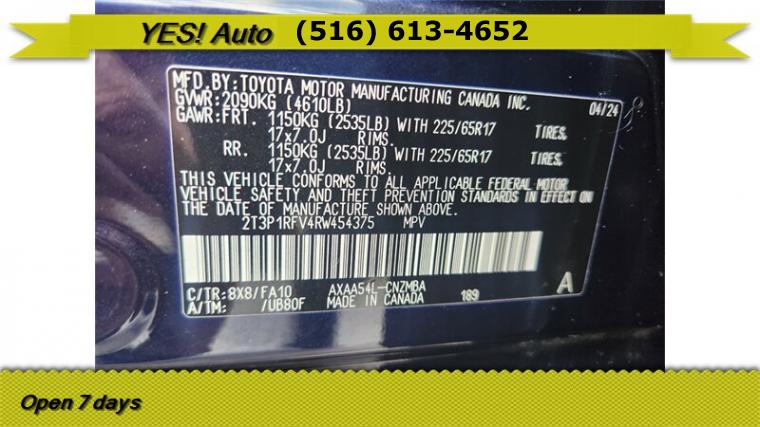 YES! Auto (516) 613-4652
MFD.BY:TOYOTA MOTOR MANUFACTURING CANADA INC.
GVWR:2090KG (4610LB) 04/24
GAWR:FRT. 1150KG (2535LB) WITH 225/65R17 TIRES,
17x7.0J RIMS.
RR. 1150KG (2535LB) WITH 225/65R17 TIRES,
17x7.0J RIMS.
THIS VEHICLE CONFORMS TO ALL APPLICABLE FEDERAL MOTOR
VEHICLE SAFETY AND THEFT PREVENTION STANDARDS IN EFFECT ON
THE DATE OF MANUFACTURE SHOWN ABOVE.
2T3P1RFV4RW454375 MPV
C/TR:8X8/FA10 AXAA54L-CNZMBA A
A/TM: /UB80F MADE IN CANADA 189
Open 7 days